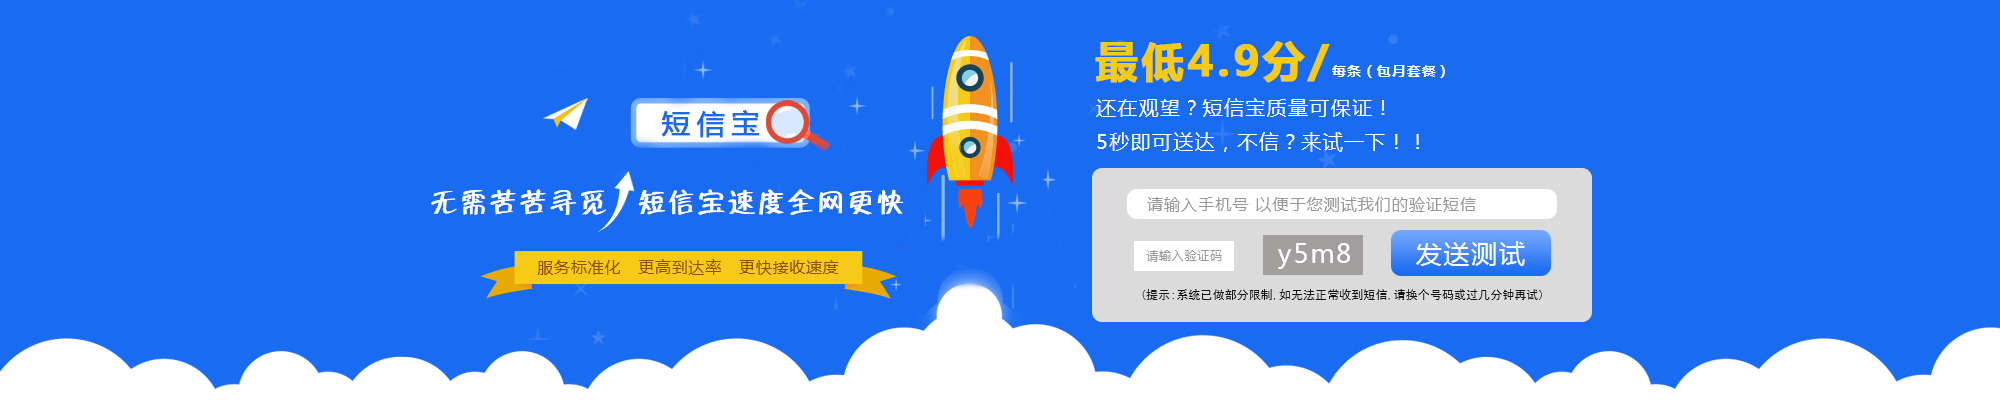 短信宝
无需苦苦寻觅 短信宝速度全网更快
服务标准化 更高到达率 更快接收速度
最低4.9分/每条（包月套餐）
还在观望？短信宝质量可保证！
5秒即可送达，不信？来试一下！！
请输入手机号 以便于您测试我们的验证短信
请输入验证码
y5m8
发送测试
(提示:系统已做部分限制,如无法正常收到短信,请换个号码或过几分钟再试)